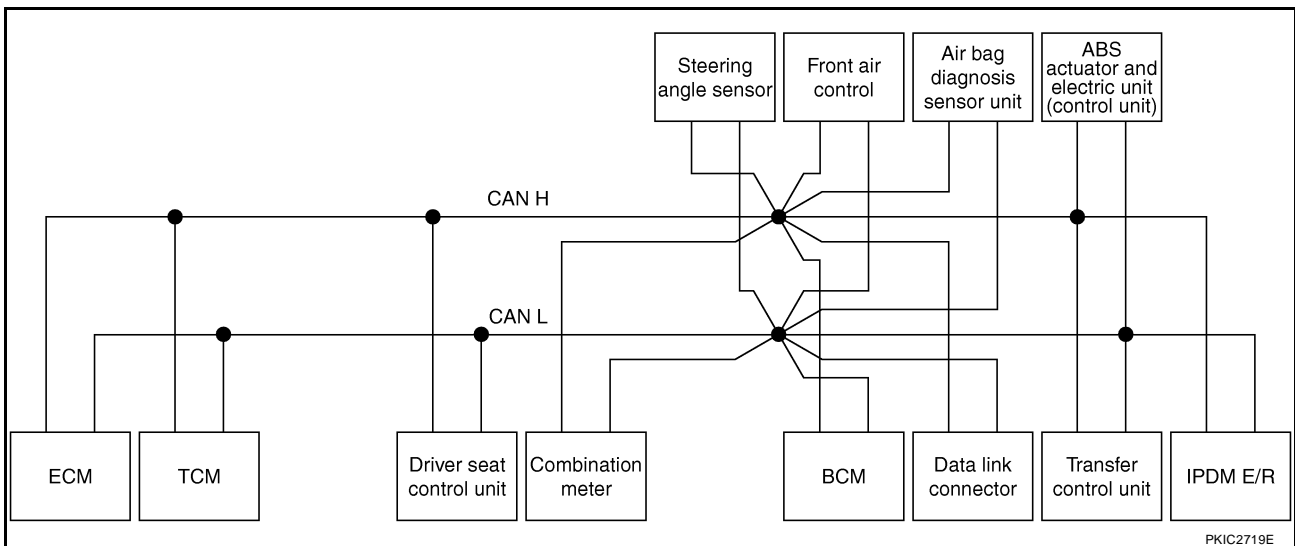 Steering
angle sensor
Front air
control
Air bag
diagnosis
sensor unit
ABS
actuator and
electric unit
(control unit)
CAN H
CAN L
ECM
TCM
Driver seat
control unit
Combination
meter
BCM
Data link
connector
Transfer
control unit
IPDM E/R
PKIC2719E